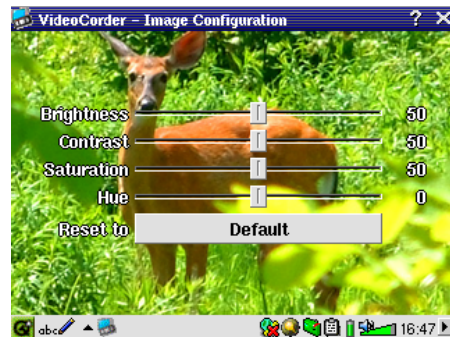 VideoCorder – Image Configuration ? X
Brightness 50
Contrast 50
Saturation 50
Hue 0
Reset to Default
abc 16:47